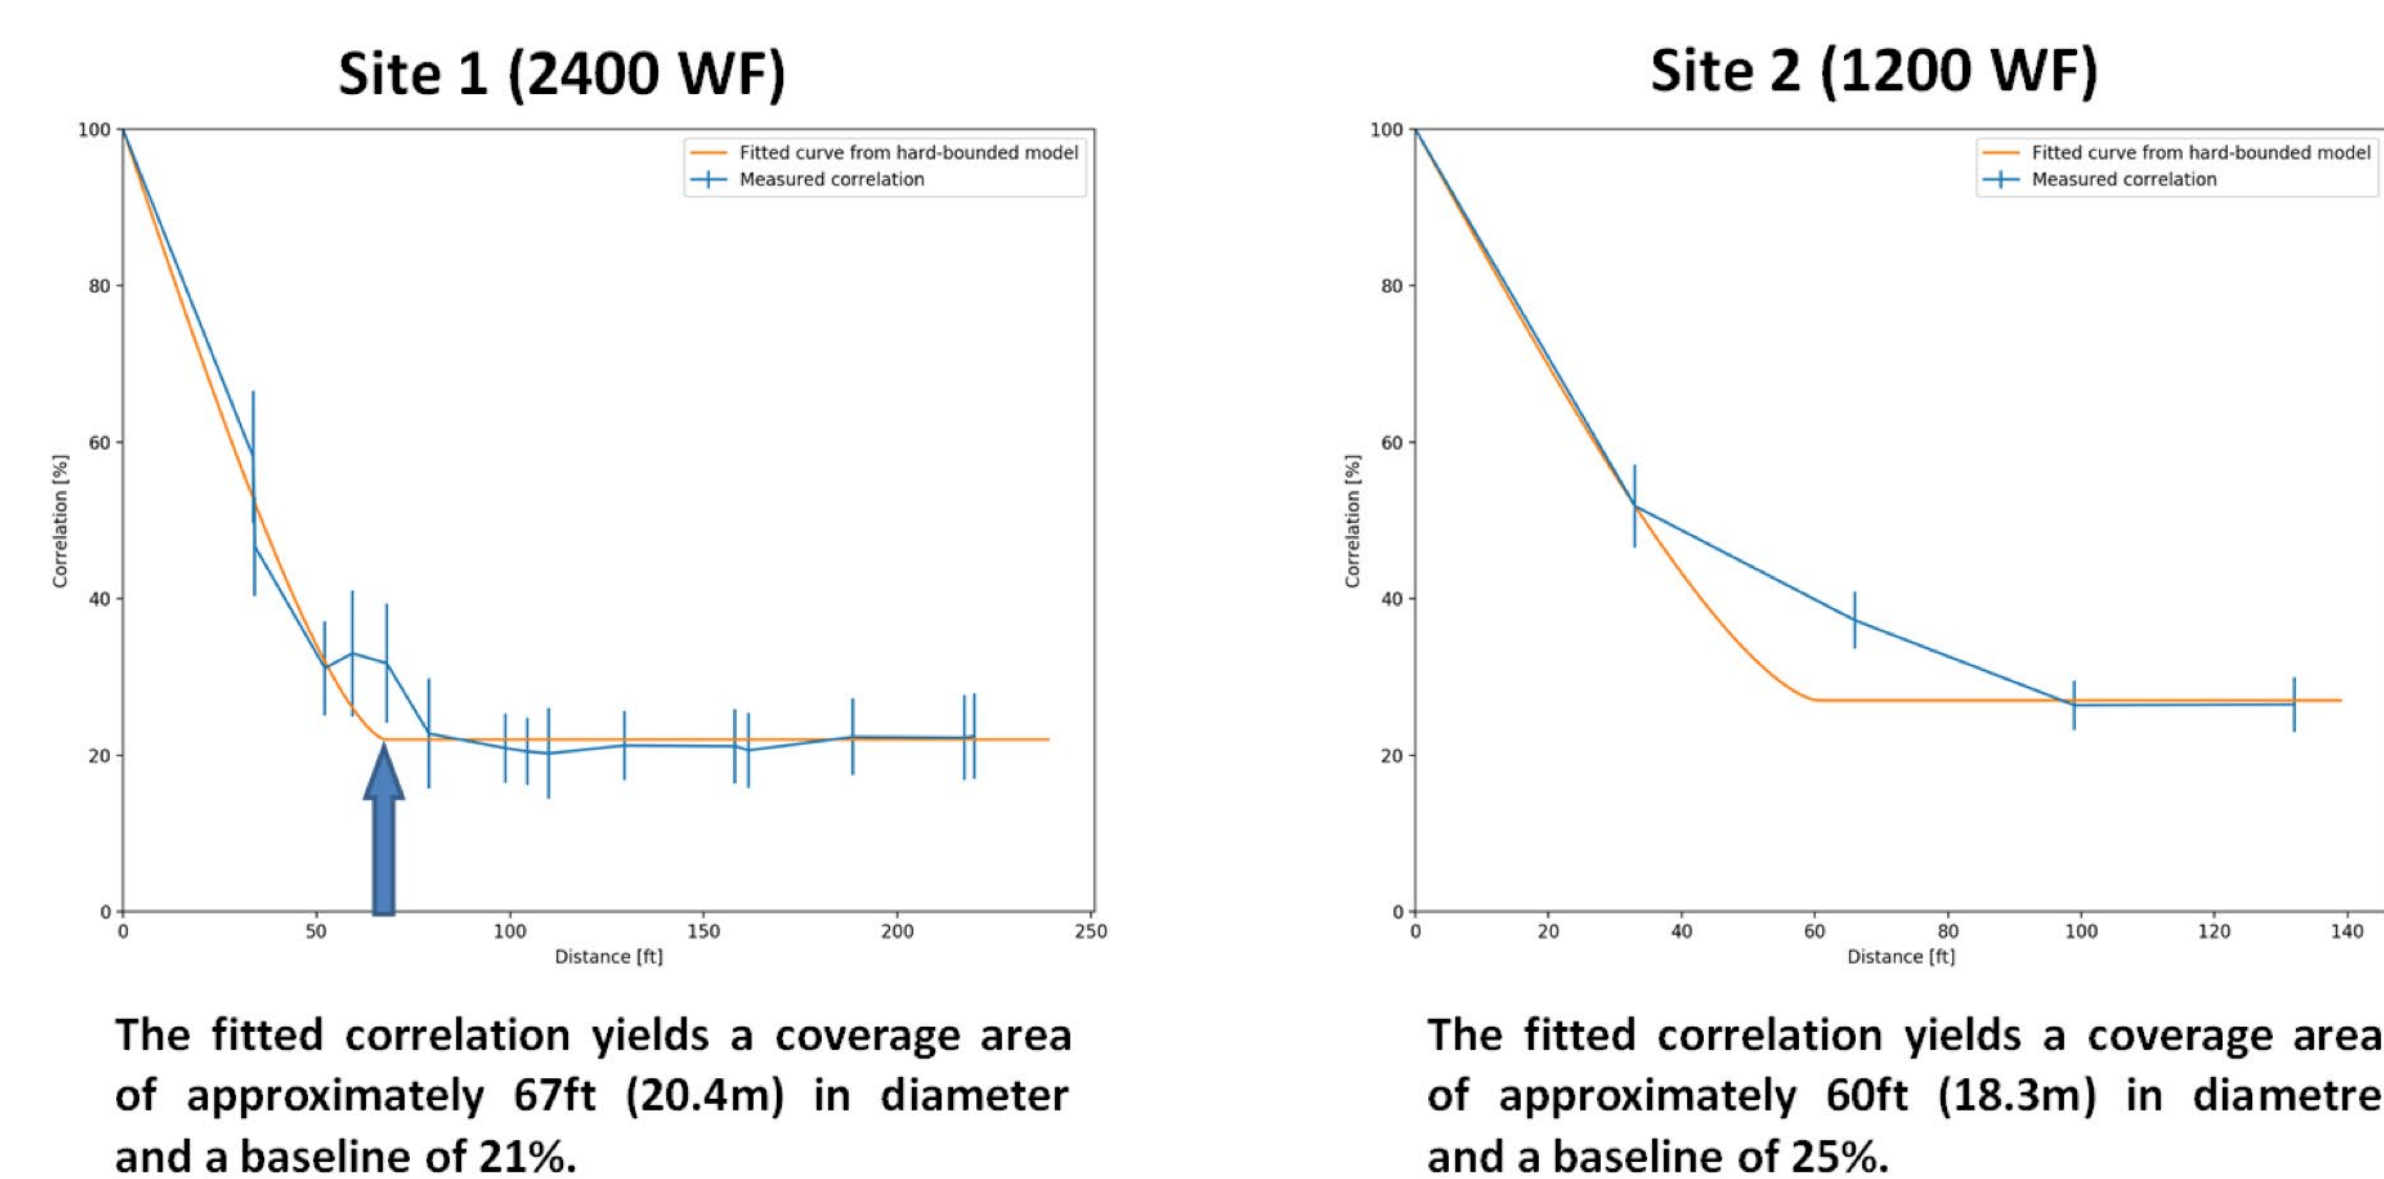 Site 1 (2400 WF)
100
80
60
40
20
0
Correlation [%]
Fitted curve from hard-bounded model
Measured correlation
0 50 100 150 200 250
Distance [ft]
The fitted correlation yields a coverage area
of approximately 67ft (20.4m) in diameter
and a baseline of 21%.
Site 2 (1200 WF)
100
80
60
40
20
0
Correlation [%]
Fitted curve from hard-bounded model
Measured correlation
0 20 40 60 80 100 120 140
Distance [ft]
The fitted correlation yields a coverage area
of approximately 60ft (18.3m) in diametre
and a baseline of 25%.